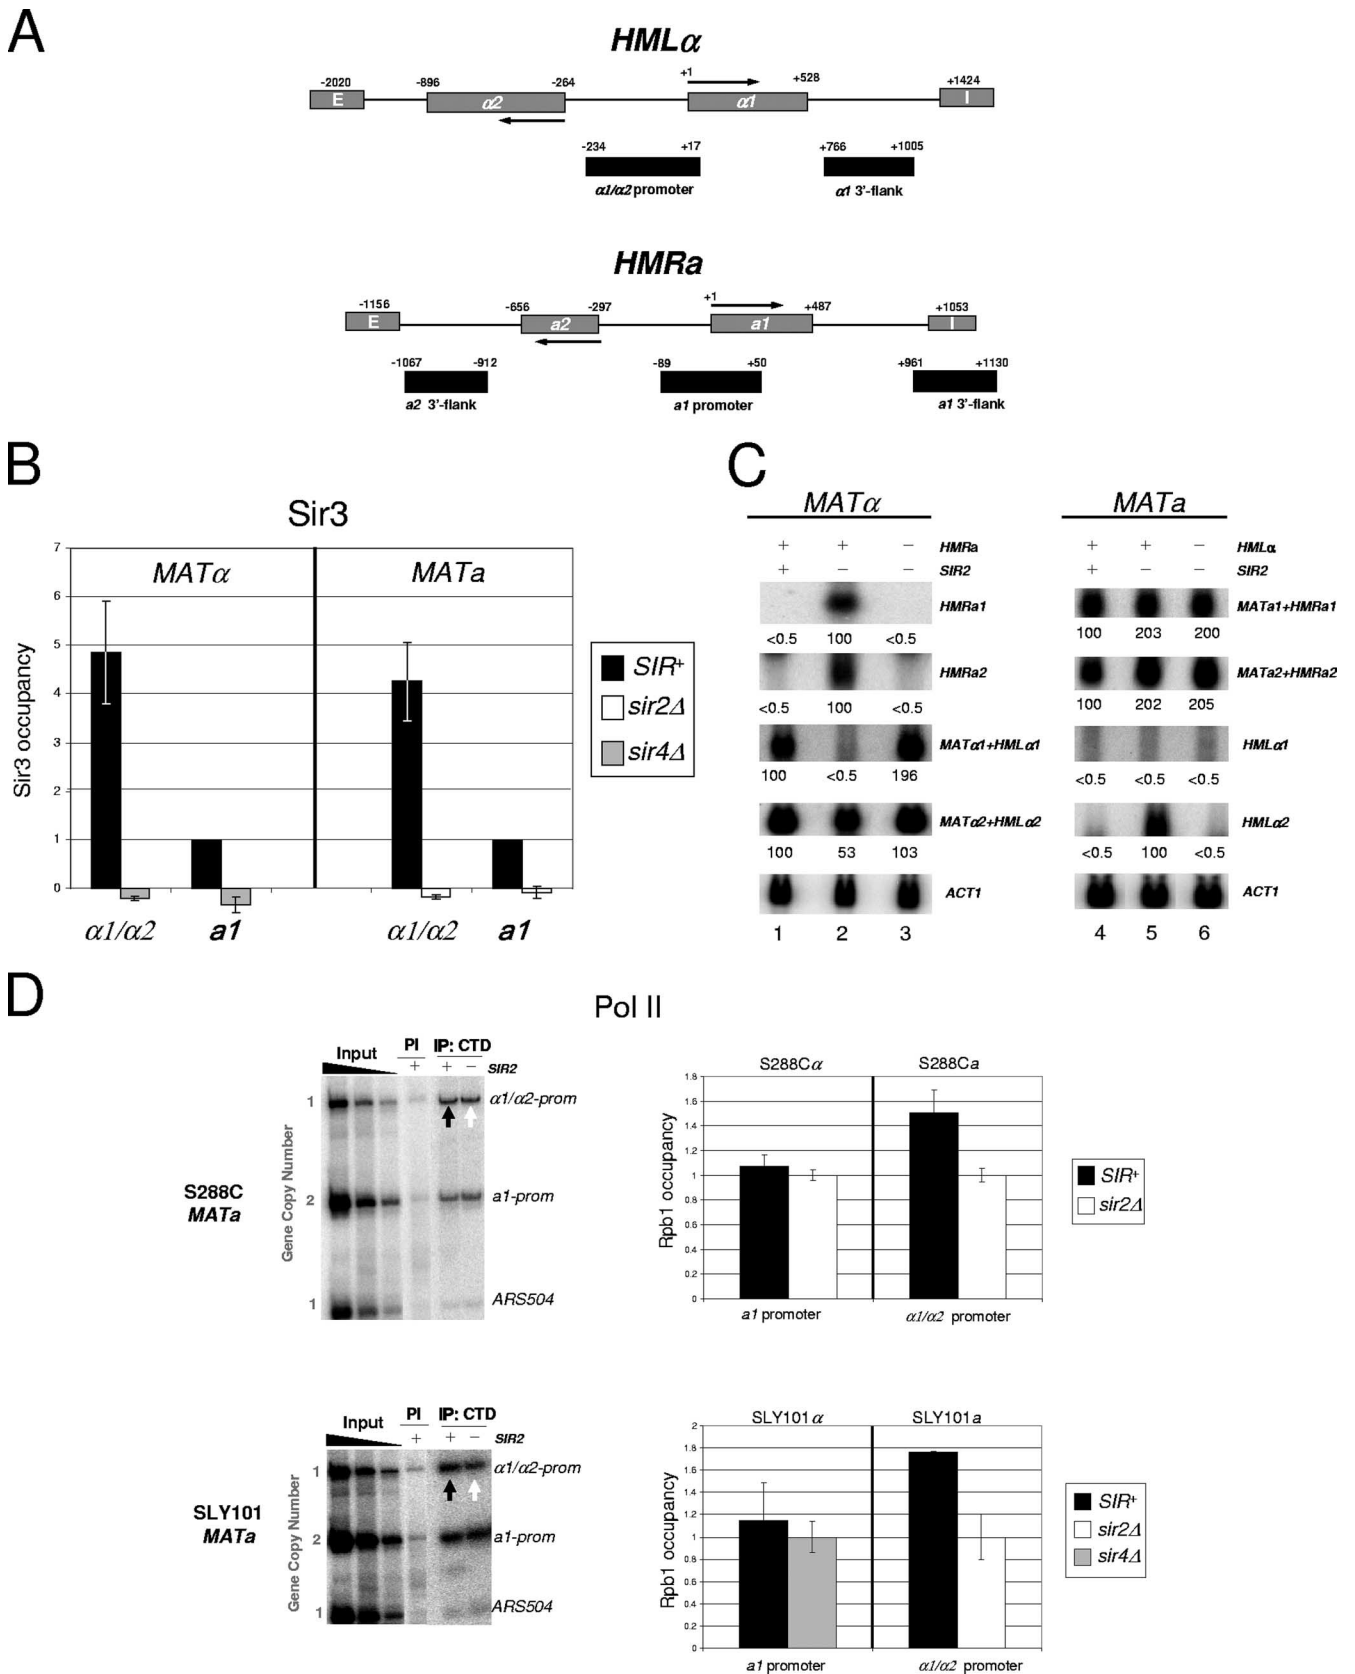 A
HMLα
-2020 -896 -264 +1 +528 +1424
E α2 α1 I
-234 +17 +766 +1005
α1/α2 promoter α1 3'-flank
HMRa
-1156 -656 -297 +1 +487 +1053
E a2 a1 I
-1067 -912 -89 +50 +961 +1130
a2 3'-flank a1 promoter a1 3'-flank
B
Sir3
Sir3 occupancy
7
6
5
4
3
2
1
0
MATα MATa
α1/α2 a1 α1/α2 a1
SIR+
sir2Δ
sir4Δ
C
MATα
+ + − HMRa
+ − − SIR2
HMRa1
<0.5 100 <0.5
HMRa2
<0.5 100 <0.5
MATα1+HMLα1
100 <0.5 196
MATα2+HMLα2
100 53 103
ACT1
1 2 3
MATa
+ + − HMLα
+ − − SIR2
MATa1+HMRa1
100 203 200
MATa2+HMRa2
100 202 205
HMLα1
<0.5 <0.5 <0.5
HMLα2
<0.5 100 <0.5
ACT1
4 5 6
D
Pol II
S288C
MATa
Gene Copy Number
Input PI IP: CTD
+ + − SIR2
1 α1/α2-prom
2 a1-prom
1 ARS504
S288Cα S288Ca
Rpb1 occupancy
1.8
1.6
1.4
1.2
1
0.8
0.6
0.4
0.2
0
a1 promoter α1/α2 promoter
SIR+
sir2Δ
SLY101
MATa
Gene Copy Number
Input PI IP: CTD
+ + − SIR2
1 α1/α2-prom
2 a1-prom
1 ARS504
SLY101α SLY101a
Rpb1 occupancy
2
1.8
1.6
1.4
1.2
1
0.8
0.6
0.4
0.2
0
a1 promoter α1/α2 promoter
SIR+
sir2Δ
sir4Δ